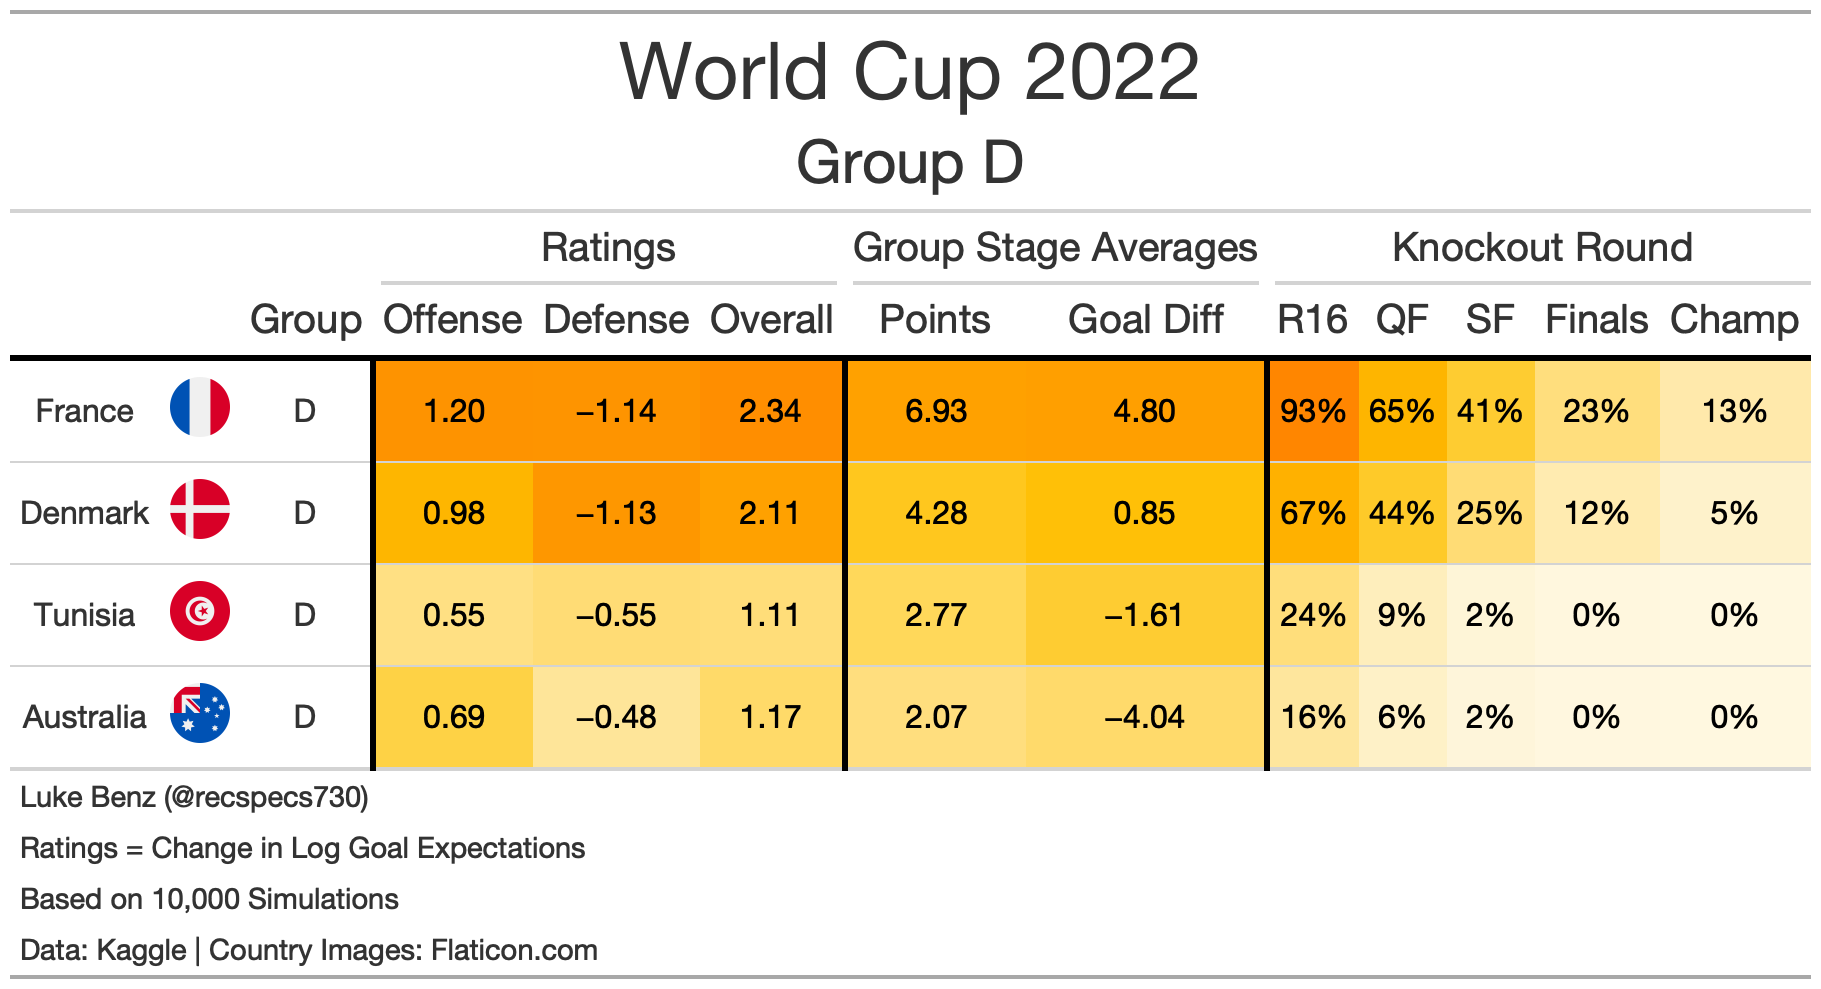 World Cup 2022
Group D
Ratings Group Stage Averages Knockout Round
Group Offense Defense Overall Points Goal Diff R16 QF SF Finals Champ
France D 1.20 −1.14 2.34 6.93 4.80 93% 65% 41% 23% 13%
Denmark D 0.98 −1.13 2.11 4.28 0.85 67% 44% 25% 12% 5%
Tunisia D 0.55 −0.55 1.11 2.77 −1.61 24% 9% 2% 0% 0%
Australia D 0.69 −0.48 1.17 2.07 −4.04 16% 6% 2% 0% 0%
Luke Benz (@recspecs730)
Ratings = Change in Log Goal Expectations
Based on 10,000 Simulations
Data: Kaggle | Country Images: Flaticon.com